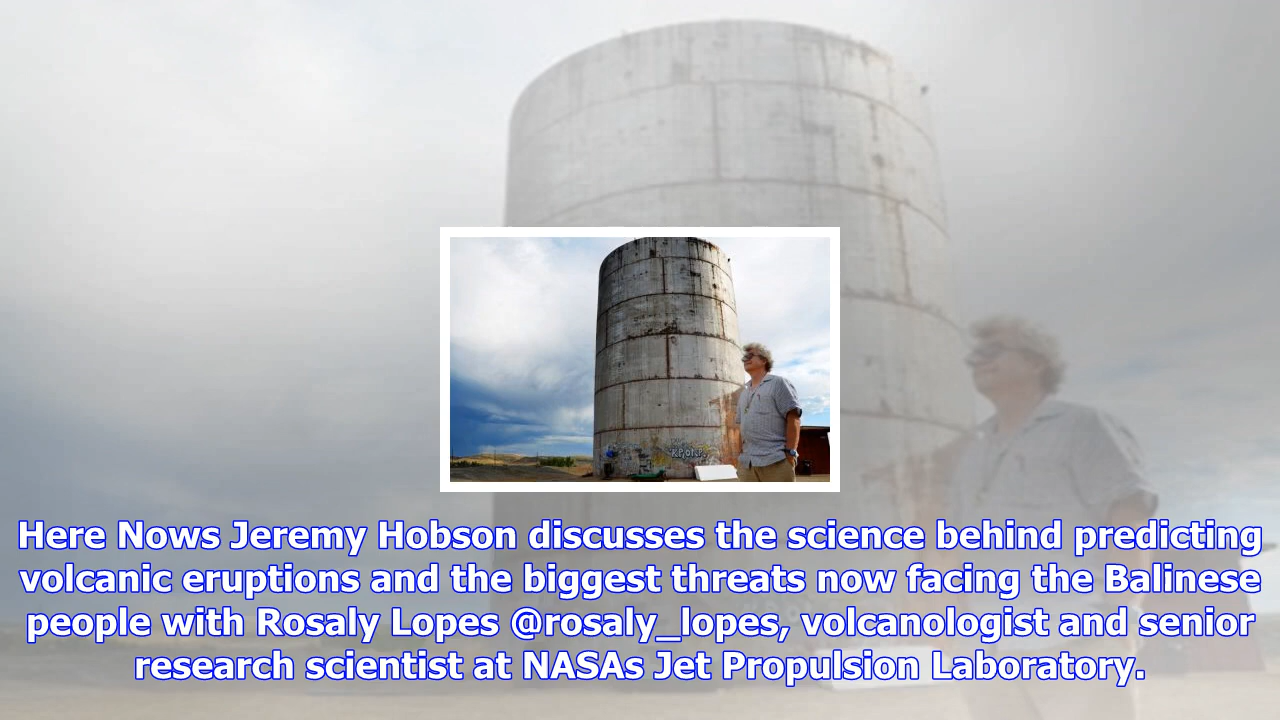 Here Nows Jeremy Hobson discusses the science behind predicting
volcanic eruptions and the biggest threats now facing the Balinese
people with Rosaly Lopes @rosaly_lopes, volcanologist and senior
research scientist at NASAs Jet Propulsion Laboratory.